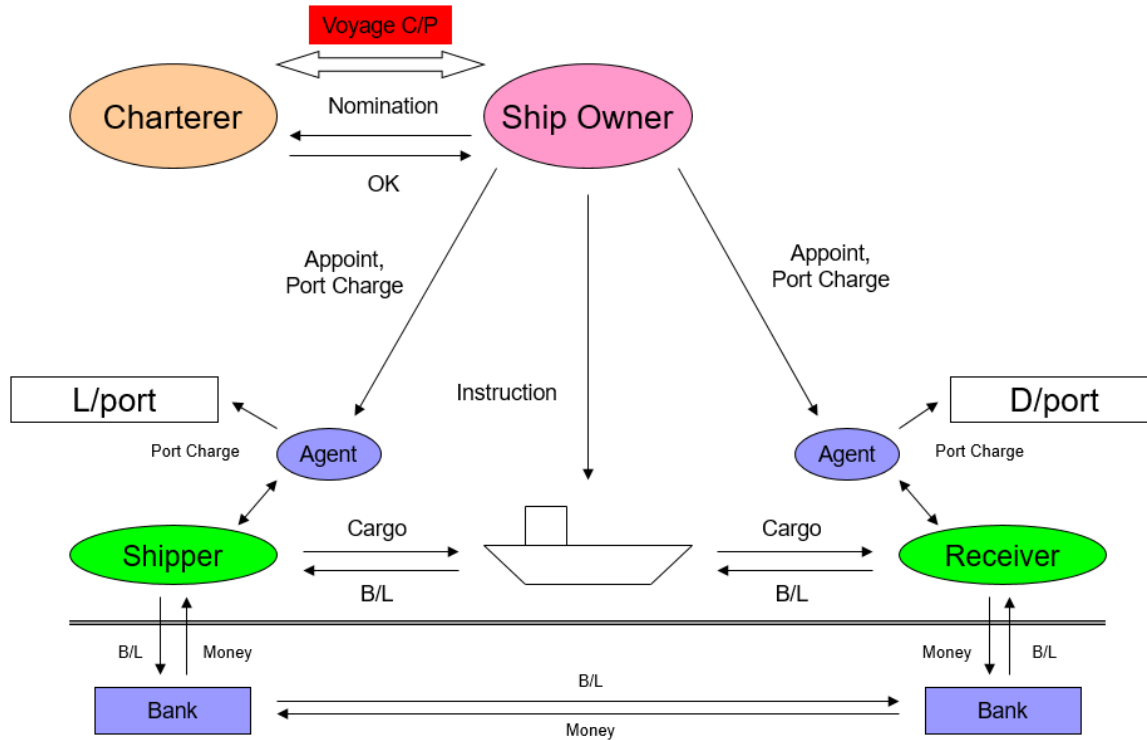 Voyage C/P
Charterer
Nomination
Ship Owner
OK
Appoint,
Port Charge
Appoint,
Port Charge
L/port
Instruction
D/port
Port Charge
Agent
Agent
Port Charge
Shipper
Cargo
Cargo
Receiver
B/L
B/L
B/L
Money
Money
B/L
B/L
Bank
Bank
Money